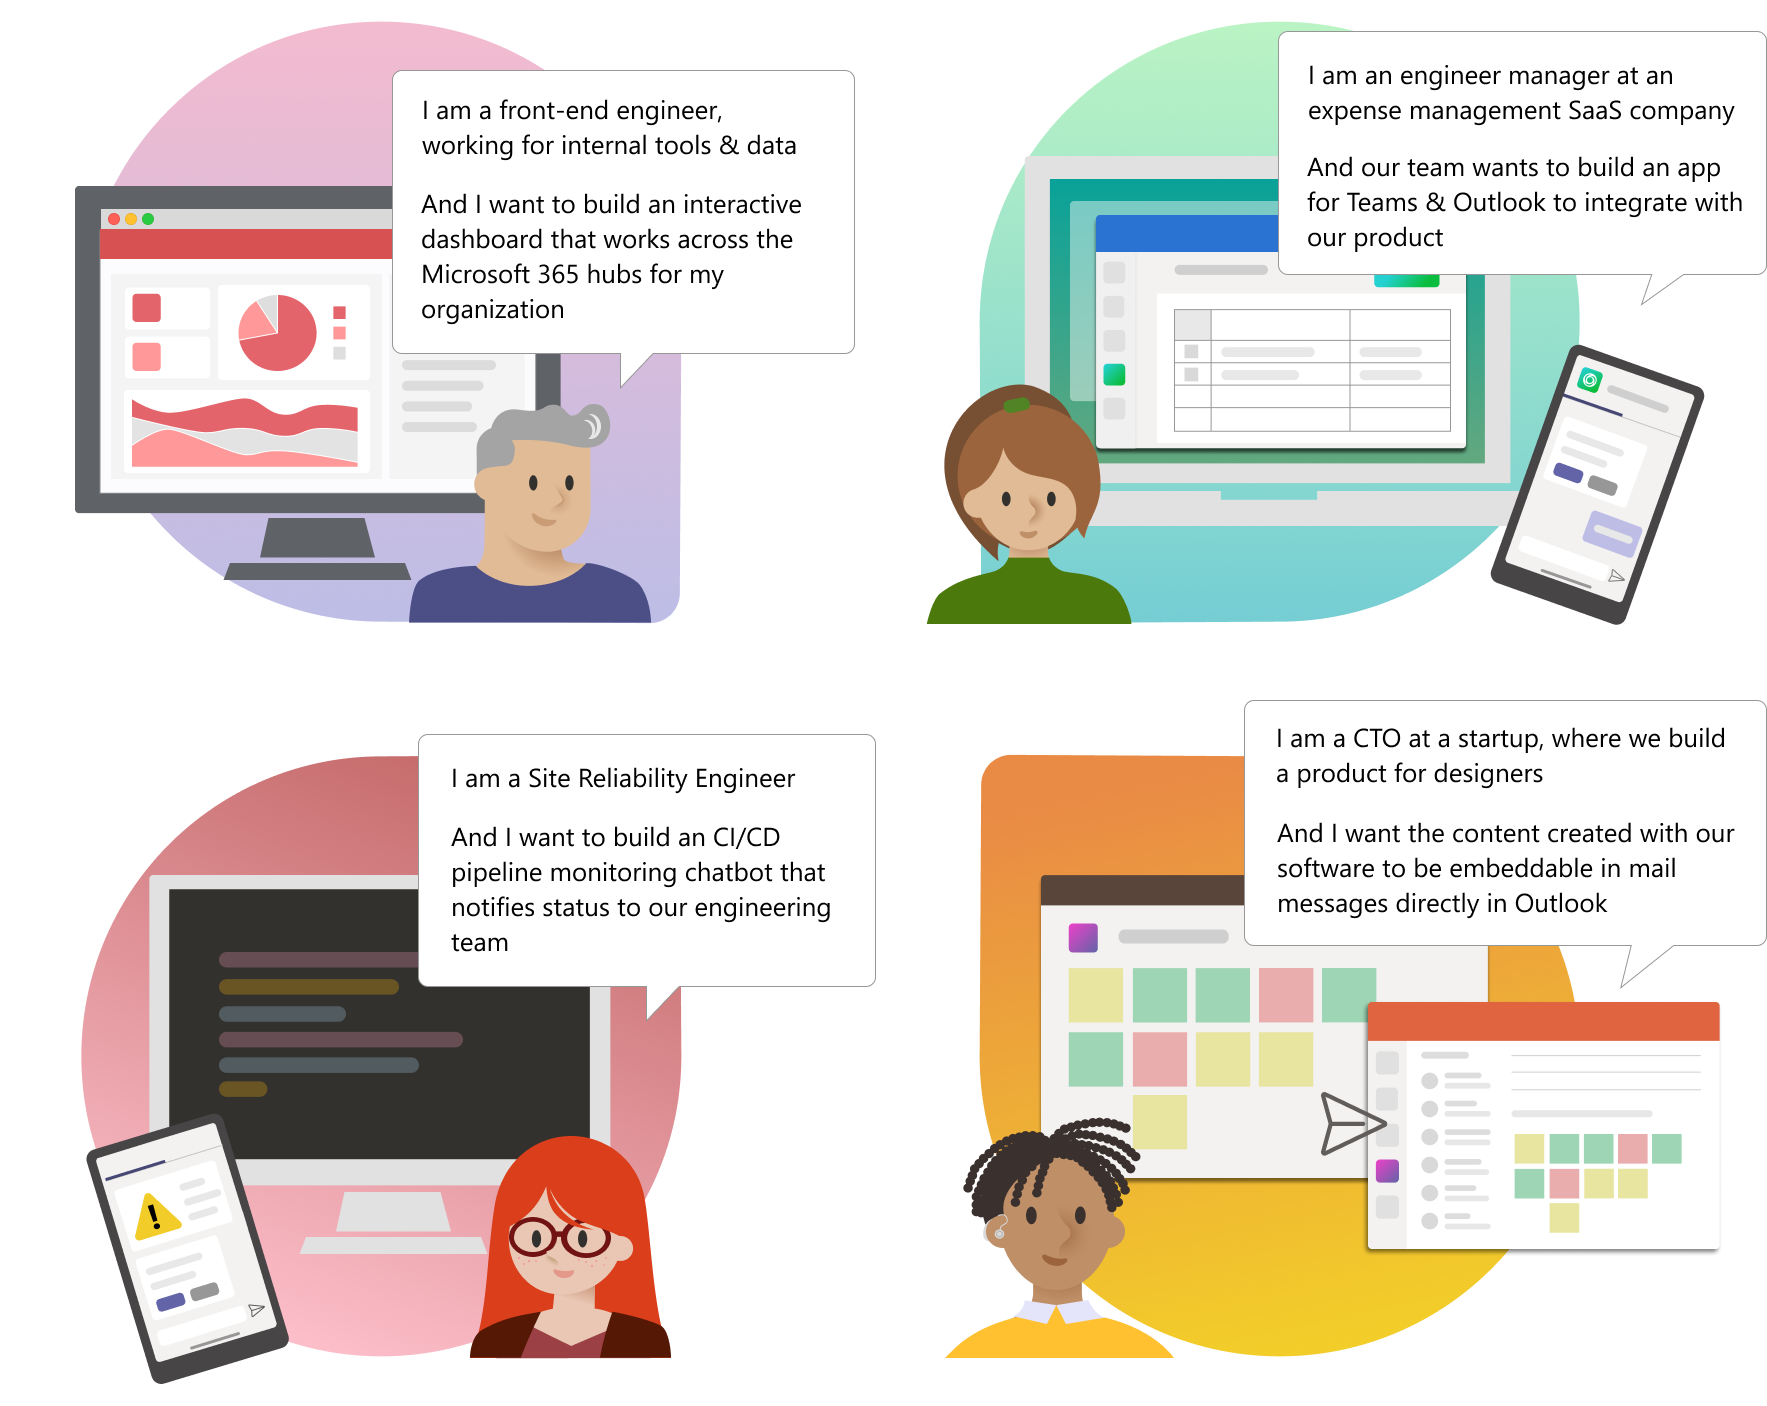 I am a front-end engineer,
working for internal tools & data
And I want to build an interactive
dashboard that works across the
Microsoft 365 hubs for my
organization
I am an engineer manager at an
expense management SaaS company
And our team wants to build an app
for Teams & Outlook to integrate with
our product
I am a Site Reliability Engineer
And I want to build an CI/CD
pipeline monitoring chatbot that
notifies status to our engineering
team
I am a CTO at a startup, where we build
a product for designers
And I want the content created with our
software to be embeddable in mail
messages directly in Outlook